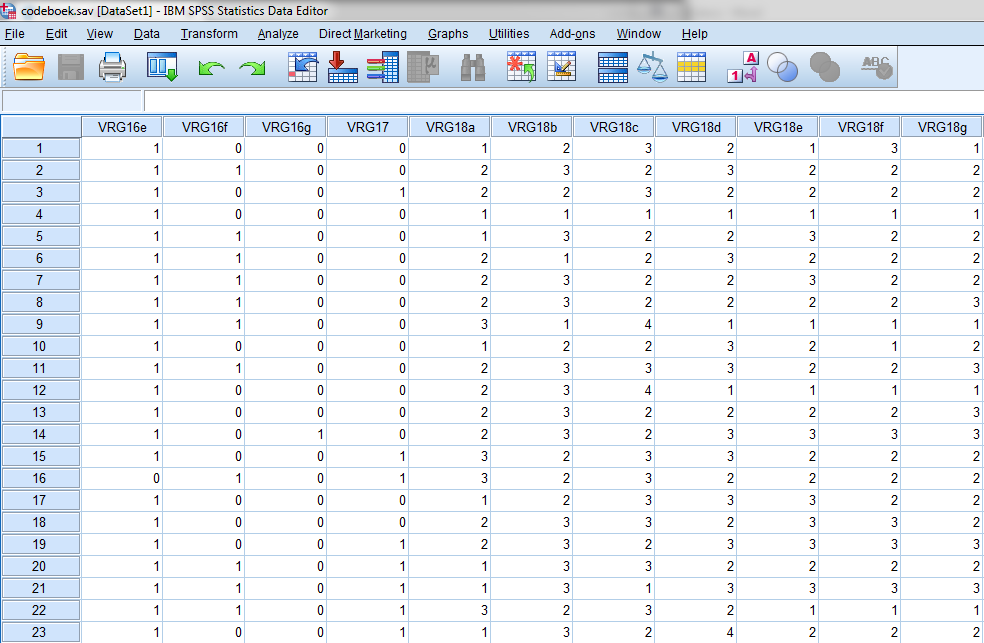 codeboek.sav [DataSet1] - IBM SPSS Statistics Data Editor
File Edit View Data Transform Analyze Direct Marketing Graphs Utilities Add-ons Window Help
A
1
ABC
VRG16e VRG16f VRG16g VRG17 VRG18a VRG18b VRG18c VRG18d VRG18e VRG18f VRG18g
1 1 0 0 0 1 2 3 2 1 3 1
2 1 1 0 0 2 3 2 3 2 2 2
3 1 0 0 1 2 2 3 2 2 2 2
4 1 0 0 0 1 1 1 1 1 1 1
5 1 1 0 0 1 3 2 2 3 2 2
6 1 1 0 0 2 1 2 3 2 2 2
7 1 1 0 0 2 3 2 2 3 2 2
8 1 1 0 0 2 3 2 2 2 2 3
9 1 1 0 0 3 1 4 1 1 1 1
10 1 0 0 0 1 2 2 3 2 1 2
11 1 1 0 0 2 3 3 3 2 2 3
12 1 0 0 0 2 3 4 1 1 1 1
13 1 0 0 0 2 3 2 2 2 2 3
14 1 0 1 0 2 3 2 3 3 3 3
15 1 0 0 1 3 2 3 3 2 2 2
16 0 1 0 1 3 2 3 2 2 2 2
17 1 0 0 0 1 2 3 3 3 2 2
18 1 0 0 0 2 3 3 2 3 3 2
19 1 0 0 1 2 3 2 3 3 3 3
20 1 1 0 1 1 3 3 2 2 2 2
21 1 1 0 1 1 3 1 3 3 3 3
22 1 1 0 1 3 2 3 2 1 1 1
23 1 0 0 1 1 3 2 4 2 2 2